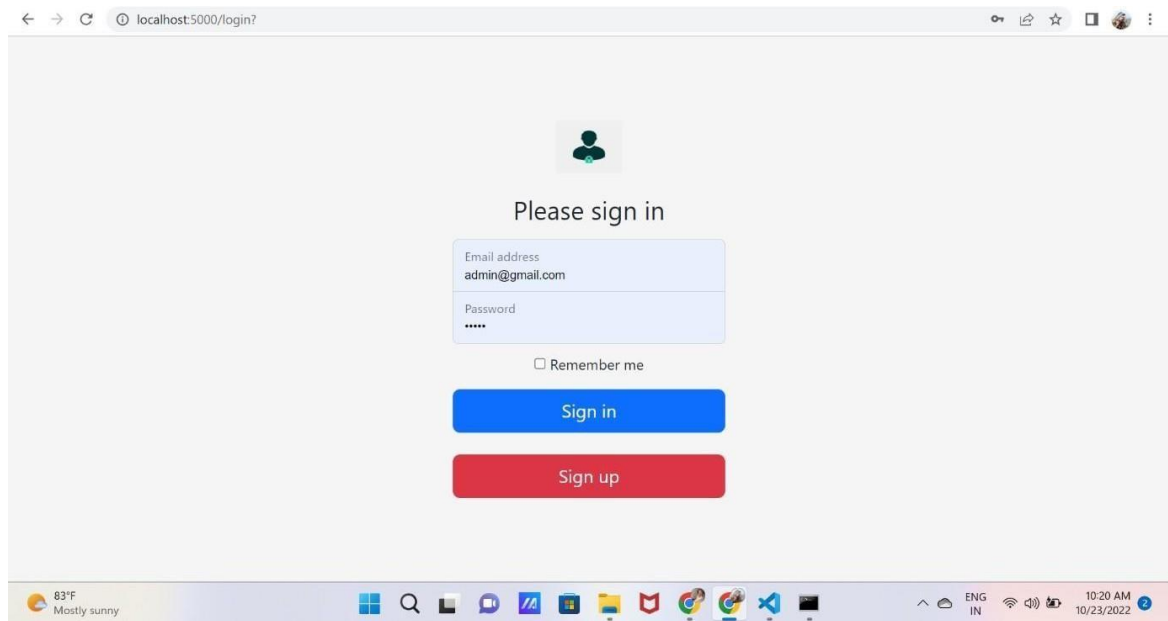 localhost:5000/login?
Please sign in
Email address
admin@gmail.com
Password
•••••
Remember me
Sign in
Sign up
83°F
Mostly sunny
ENG
IN
10:20 AM
10/23/2022
2